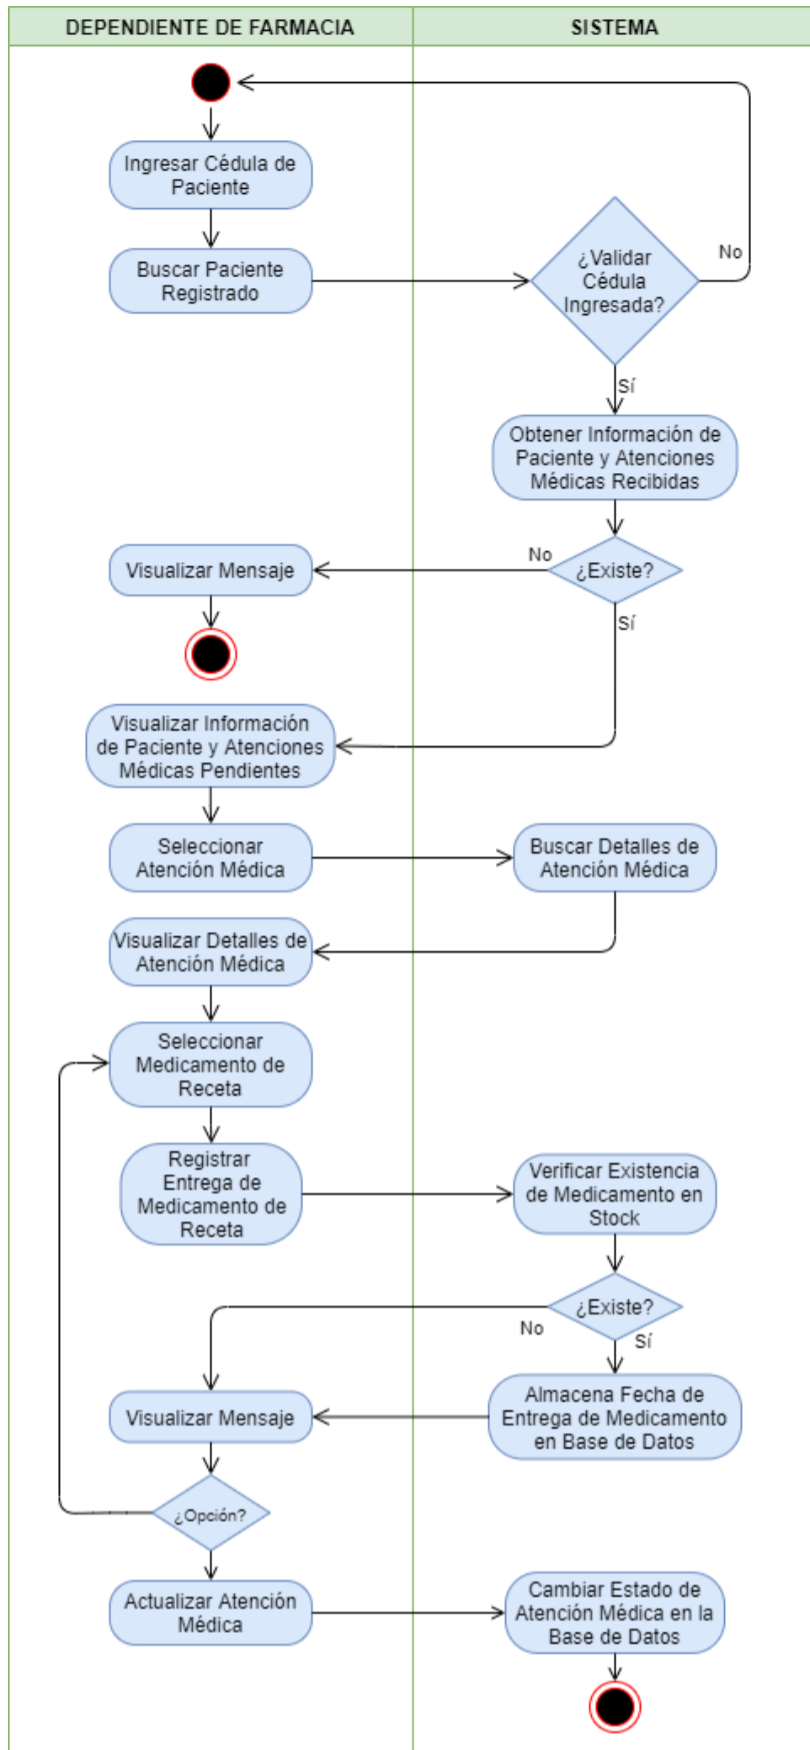 DEPENDIENTE DE FARMACIA
SISTEMA
Ingresar Cédula de
Paciente
Buscar Paciente
Registrado
¿Validar
Cédula
Ingresada?
No
Sí
Obtener Información de
Paciente y Atenciones
Médicas Recibidas
¿Existe?
No
Sí
Visualizar Mensaje
Visualizar Información
de Paciente y Atenciones
Médicas Pendientes
Seleccionar
Atención Médica
Buscar Detalles de
Atención Médica
Visualizar Detalles de
Atención Médica
Seleccionar
Medicamento de
Receta
Registrar
Entrega de
Medicamento de
Receta
Verificar Existencia
de Medicamento en
Stock
¿Existe?
No
Sí
Almacena Fecha de
Entrega de Medicamento
en Base de Datos
Visualizar Mensaje
¿Opción?
Actualizar Atención
Médica
Cambiar Estado de
Atención Médica en la
Base de Datos